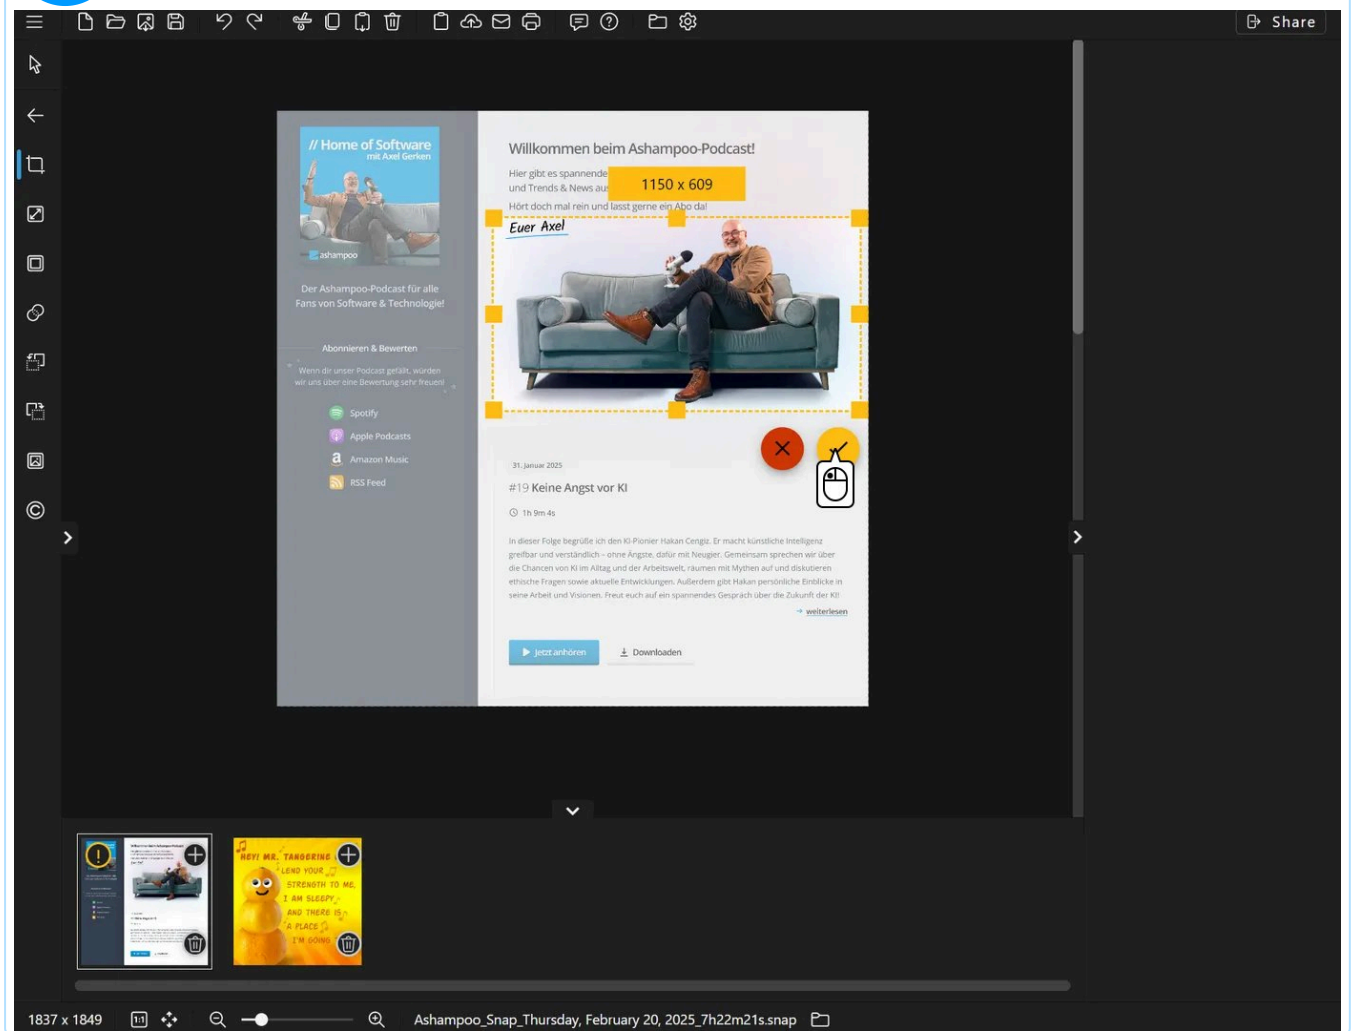 Share
// Home of Software
mit Axel Gerken
ashampoo
Der Ashampoo-Podcast für alle
Fans von Software & Technologie!
Abonnieren & Bewerten
Wenn dir unser Podcast gefällt, würden
wir uns über eine Bewertung sehr freuen!
Spotify
Apple Podcasts
Amazon Music
RSS Feed
Willkommen beim Ashampoo-Podcast!
Hier gibt es spannende
und Trends & News aus
1150 x 609
Hört doch mal rein und lasst gerne ein Abo da!
Euer Axel
31. Januar 2025
#19 Keine Angst vor KI
1h 9m 4s
In dieser Folge begrüße ich den KI-Pionier Hakan Cengiz. Er macht künstliche Intelligenz
greifbar und verständlich – ohne Ängste, dafür mit Neugier. Gemeinsam sprechen wir über
die Chancen von KI im Alltag und der Arbeitswelt, räumen mit Mythen auf und diskutieren
ethische Fragen sowie aktuelle Entwicklungen. Außerdem gibt Hakan persönliche Einblicke in
seine Arbeit und Visionen. Freut euch auf ein spannendes Gespräch über die Zukunft der KI!
weiterlesen
Jetzt anhören
Downloaden
HEY! MR. TANGERINE
LEND YOUR
STRENGTH TO ME,
I AM SLEEPY
AND THERE IS
A PLACE
I'M GOING
1837 x 1849
1:1
Ashampoo_Snap_Thursday, February 20, 2025_7h22m21s.snap